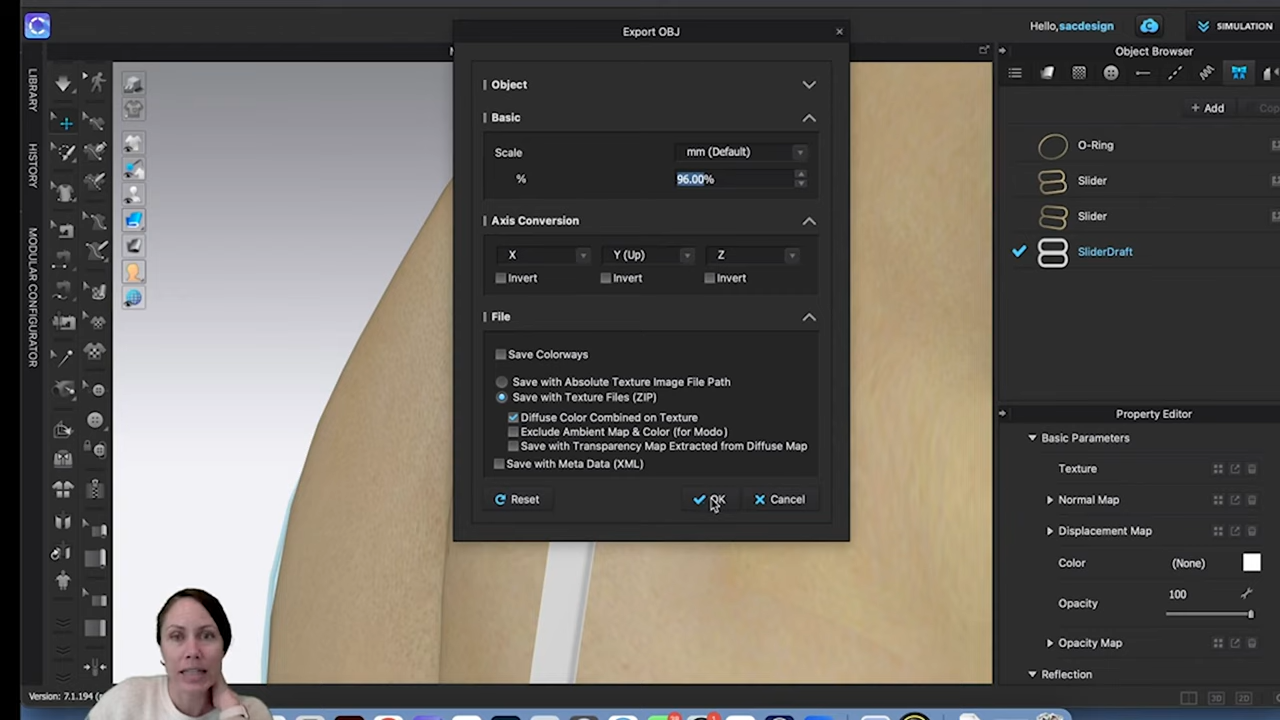 Export OBJ
Hello, sacdesign
SIMULATION
LIBRARY
HISTORY
MODULAR CONFIGURATOR
Object
Basic
Scale
mm (Default)
%
96.00%
Axis Conversion
X
Y (Up)
Z
Invert
Invert
Invert
File
Save Colorways
Save with Absolute Texture Image File Path
Save with Texture Files (ZIP)
Diffuse Color Combined on Texture
Exclude Ambient Map & Color (for Modo)
Save with Transparency Map Extracted from Diffuse Map
Save with Meta Data (XML)
Reset
OK
Cancel
Object Browser
+ Add
O-Ring
Slider
Slider
SliderDraft
Property Editor
Basic Parameters
Texture
Normal Map
Displacement Map
Color
(None)
Opacity
100
Opacity Map
Reflection
Version: 7.1.194